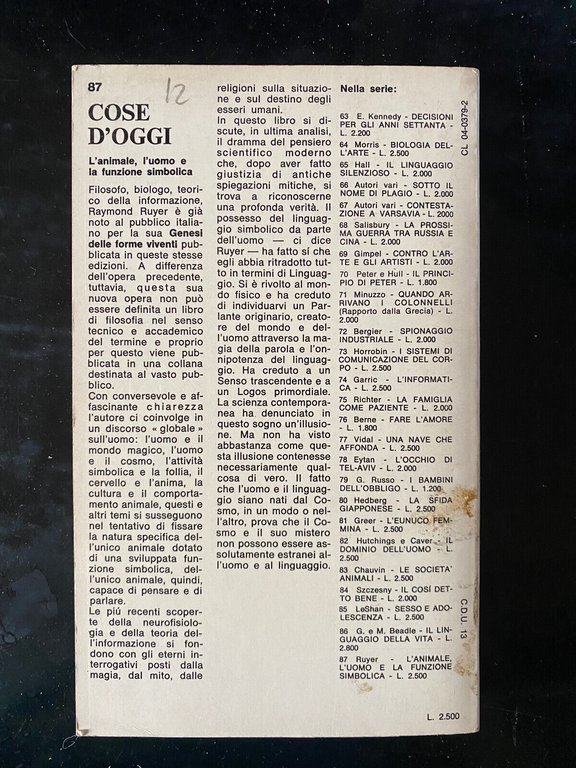 87
12
COSE
D'OGGI
L'animale, l'uomo e
la funzione simbolica
Filosofo, biologo, teori-
co della informazione,
Raymond Ruyer è già
noto al pubblico italia-
no per la sua Genesi
delle forme viventi pub-
blicata in queste stesse
edizioni. A differenza
dell'opera precedente,
tuttavia, questa sua
nuova opera non può
essere definita un libro
di filosofia nel senso
tecnico e accademico
del termine e proprio
per questo viene pub-
blicata in una collana
destinata al vasto pub-
blico.
Con conversevole e af-
fascinante chiarezza
l'autore ci coinvolge in
un discorso «globale»
sull'uomo: l'uomo e il
mondo magico, l'uomo
e il cosmo, l'attività
simbolica e la follia, il
cervello e l'anima, la
cultura e il comporta-
mento animale, questi e
altri temi si susseguono
nel tentativo di fissare
la natura specifica del-
l'unico animale dotato
di una sviluppata fun-
zione simbolica, del-
l'unico animale, quindi,
capace di pensare e di
parlare.
Le piú recenti scoper-
te della neurofisiolo-
gia e della teoria del-
l'informazione si fon-
dono con gli eterni in-
terrogativi posti dalla
magia, dal mito, dalle
religioni sulla situazio-
ne e sul destino degli
esseri umani.
In questo libro si di-
scute, in ultima analisi,
il dramma del pensiero
scientifico moderno
che, dopo aver fatto
giustizia di antiche
spiegazioni mitiche, si
trova a riconoscerne
una profonda verità. Il
possesso del linguag-
gio simbolico da parte
dell'uomo — ci dice
Ruyer — ha fatto sí che
egli abbia ritradotto tut-
to in termini di Linguag-
gio. Si è rivolto al mon-
do fisico e ha creduto
di individuarvi un Par-
lante originario, creato-
re del mondo e del-
l'uomo attraverso la ma-
gia della parola e l'on-
nipotenza del linguag-
gio. Ha creduto a un
Senso trascendente e a
un Logos primordiale.
La scienza contempora-
nea ha denunciato in
questo sogno un'illusio-
ne. Ma non ha visto
abbastanza come que-
sta illusione contenesse
necessariamente qual-
cosa di vero. Il fatto
che l'uomo e il linguag-
gio siano nati dal Co-
smo, in un modo o nel-
l'altro, prova che il Co-
smo e il suo mistero
non possono essere as-
solutamente estranei al-
l'uomo e al linguaggio.
Nella serie:
63 E. Kennedy - DECISIONI
PER GLI ANNI SETTANTA -
L. 2.200
64 Morris - BIOLOGIA DEL-
L'ARTE - L. 2.500
65 Hall - IL LINGUAGGIO
SILENZIOSO - L. 2.000
66 Autori vari - SOTTO IL
NOME DI PLAGIO - L. 2.000
67 Autori vari - CONTESTA-
ZIONE A VARSAVIA - L. 2000
68 Salisbury - LA PROSSI-
MA GUERRA TRA RUSSIA E
CINA - L. 2.000
69 Gimpel - CONTRO L'AR-
TE E GLI ARTISTI - L. 2.000
70 Peter e Hull - IL PRINCI-
PIO DI PETER - L. 1.800
71 Minuzzo - QUANDO AR-
RIVANO I COLONNELLI
(Rapporto dalla Grecia) - L.
2.000
72 Bergier - SPIONAGGIO
INDUSTRIALE - L. 2.000
73 Horrobin - I SISTEMI DI
COMUNICAZIONE DEL COR-
PO - L. 2.500
74 Garric - L'INFORMATI-
CA - L. 2.500
75 Richter - LA FAMIGLIA
COME PAZIENTE - L. 2.000
76 Berne - FARE L'AMORE
- L. 1.800
77 Vidal - UNA NAVE CHE
AFFONDA - L. 2.500
78 Eytan - L'OCCHIO DI
TEL-AVIV - L. 2.000
79 G. Russo - I BAMBINI
DELL'OBBLIGO - L. 1.200
80 Hedberg - LA SFIDA
GIAPPONESE - L. 2.500
81 Greer - L'EUNUCO FEM-
MINA - L. 2.500
82 Hutchings e Caver - IL
DOMINIO DELL'UOMO - L.
2.500
83 Chauvin - LE SOCIETA'
ANIMALI - L. 2.500
84 Szczesny - IL COSÍ DET-
TO BENE - L. 2.000
85 LeShan - SESSO E ADO-
LESCENZA - L. 2.500
86 G. e M. Beadle - IL LIN-
GUAGGIO DELLA VITA - L.
2.800
87 Ruyer - L'ANIMALE,
L'UOMO E LA FUNZIONE
SIMBOLICA - L. 2.500
CL 04-0379-2
C.D.U. 13
L. 2.500